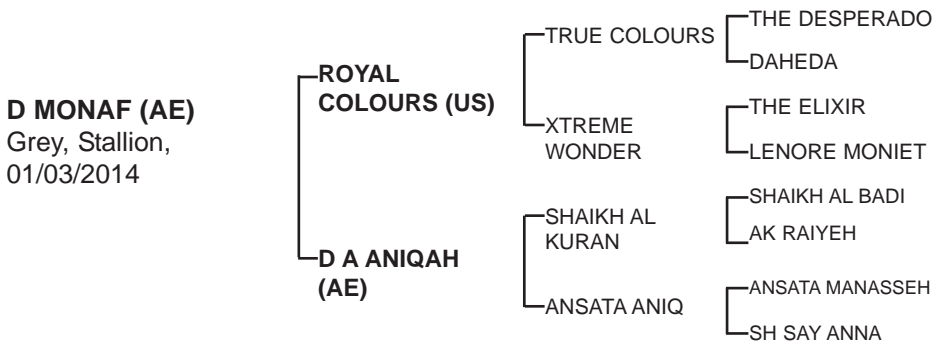 D MONAF (AE)
Grey, Stallion,
01/03/2014
ROYAL
COLOURS (US)
D A ANIQAH
(AE)
TRUE COLOURS
XTREME
WONDER
SHAIKH AL
KURAN
ANSATA ANIQ
THE DESPERADO
DAHEDA
THE ELIXIR
LENORE MONIET
SHAIKH AL BADI
AK RAIYEH
ANSATA MANASSEH
SH SAY ANNA